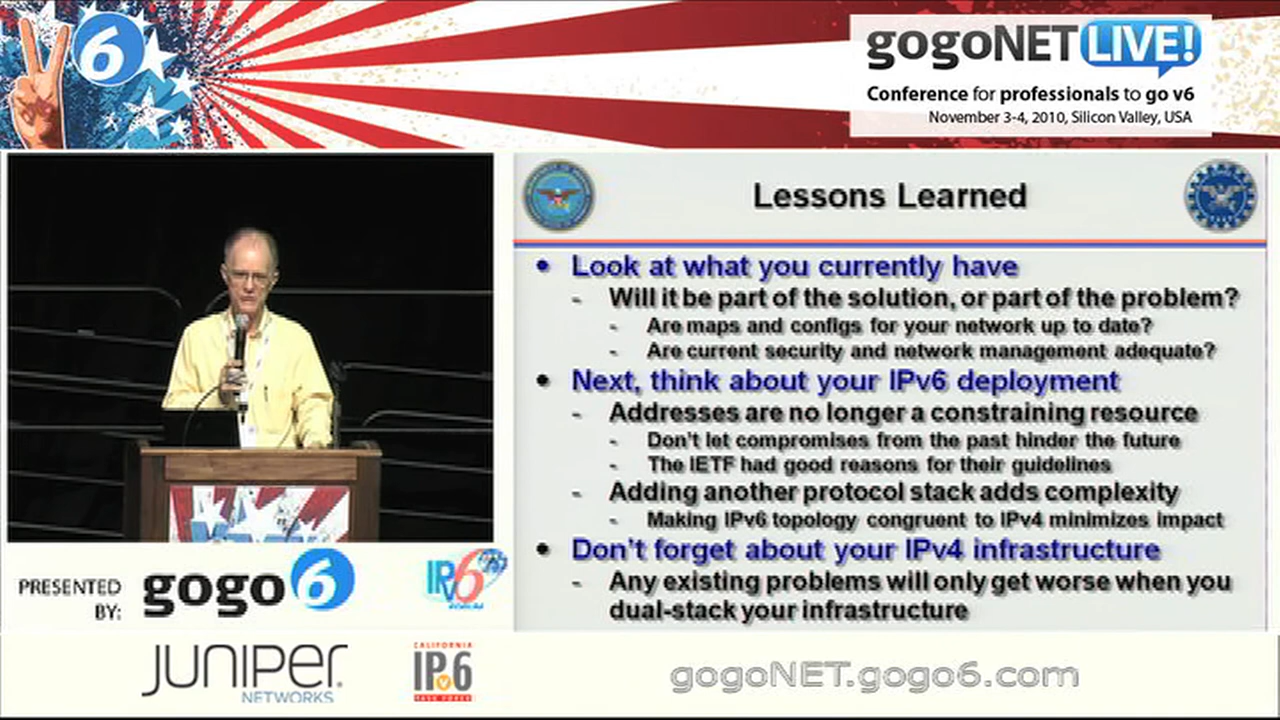 6
gogoNET LIVE!
Conference for professionals to go v6
November 3-4, 2010, Silicon Valley, USA
Lessons Learned
• Look at what you currently have
- Will it be part of the solution, or part of the problem?
- Are maps and configs for your network up to date?
- Are current security and network management adequate?
• Next, think about your IPv6 deployment
- Addresses are no longer a constraining resource
- Don't let compromises from the past hinder the future
- The IETF had good reasons for their guidelines
- Adding another protocol stack adds complexity
- Making IPv6 topology congruent to IPv4 minimizes impact
• Don't forget about your IPv4 infrastructure
- Any existing problems will only get worse when you
dual-stack your infrastructure
PRESENTED
BY:
gogo6
IPv6
FORUM
JUNIPER
NETWORKS
CALIFORNIA
IPv6
TASK FORCE
gogoNET.gogo6.com